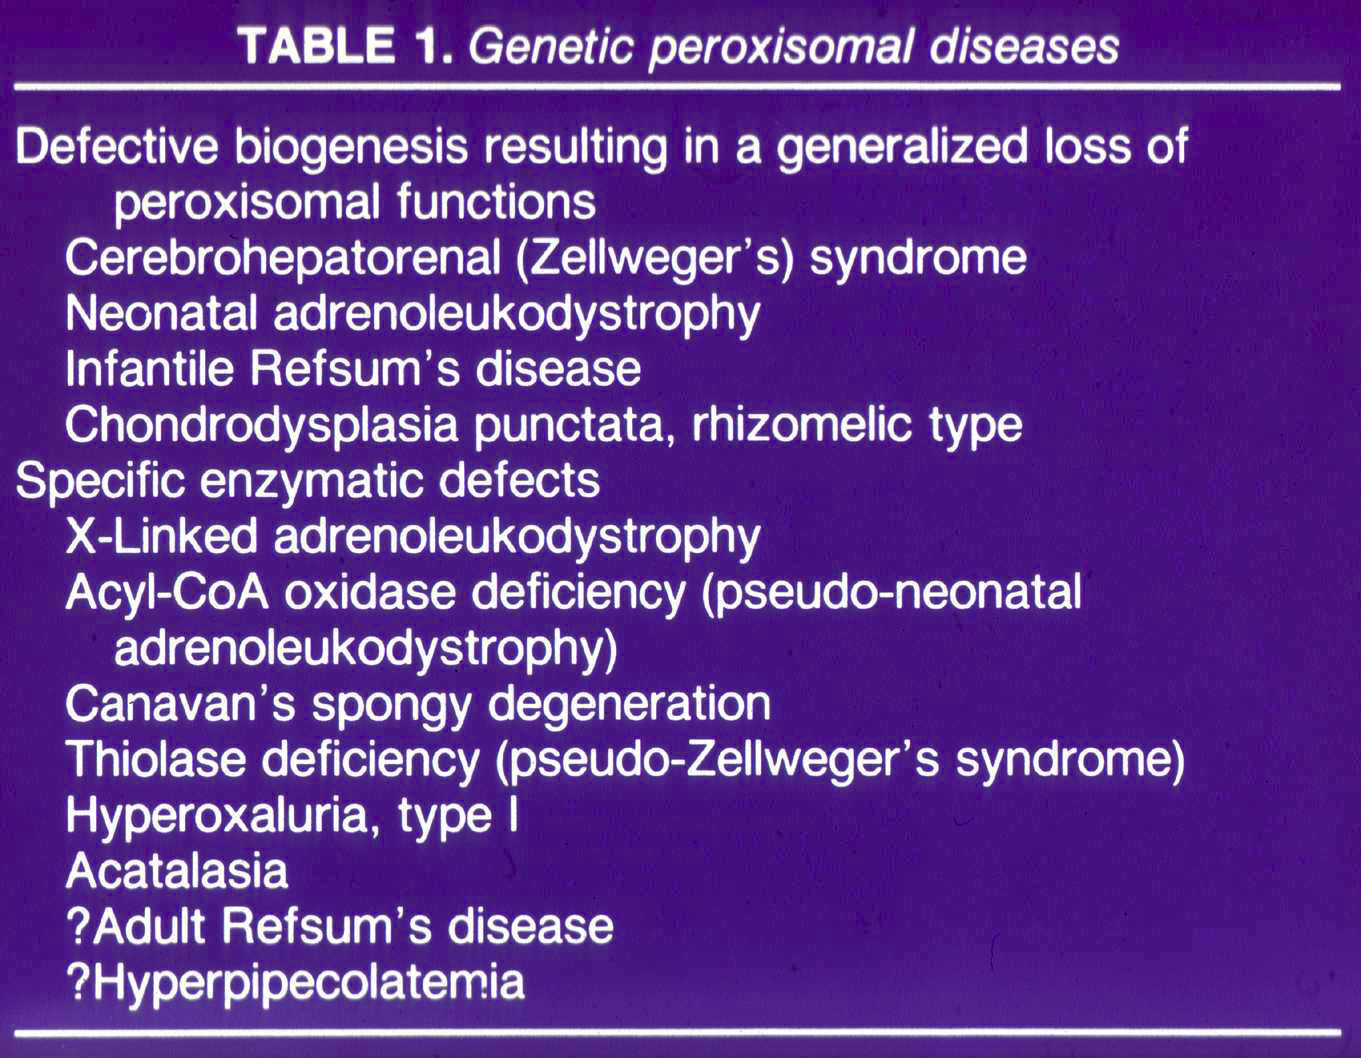 TABLE 1. Genetic peroxisomal diseases
Defective biogenesis resulting in a generalized loss of
peroxisomal functions
Cerebrohepatorenal (Zellweger's) syndrome
Neonatal adrenoleukodystrophy
Infantile Refsum's disease
Chondrodysplasia punctata, rhizomelic type
Specific enzymatic defects
X-Linked adrenoleukodystrophy
Acyl-CoA oxidase deficiency (pseudo-neonatal
adrenoleukodystrophy)
Canavan's spongy degeneration
Thiolase deficiency (pseudo-Zellweger's syndrome)
Hyperoxaluria, type I
Acatalasia
?Adult Refsum's disease
?Hyperpipecolatemia